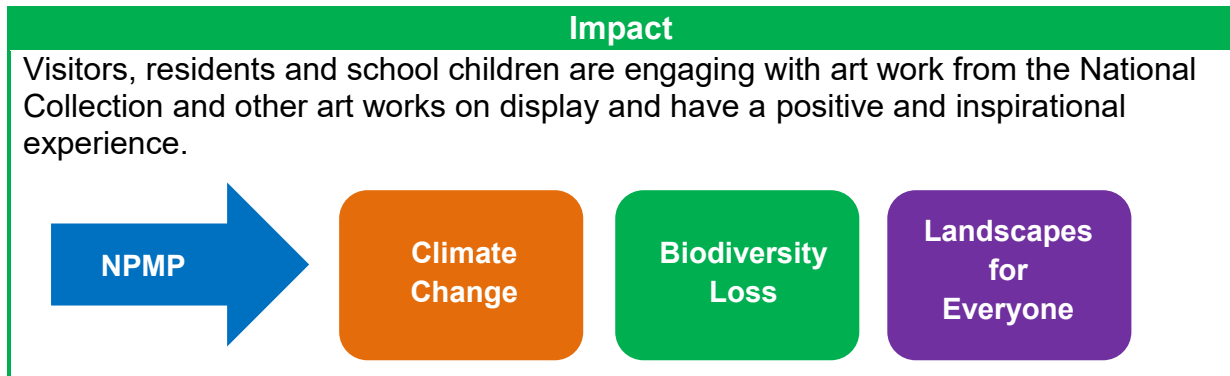 Impact
Visitors, residents and school children are engaging with art work from the National
Collection and other art works on display and have a positive and inspirational
experience.
NPMP
Climate
Change
Biodiversity
Loss
Landscapes
for
Everyone